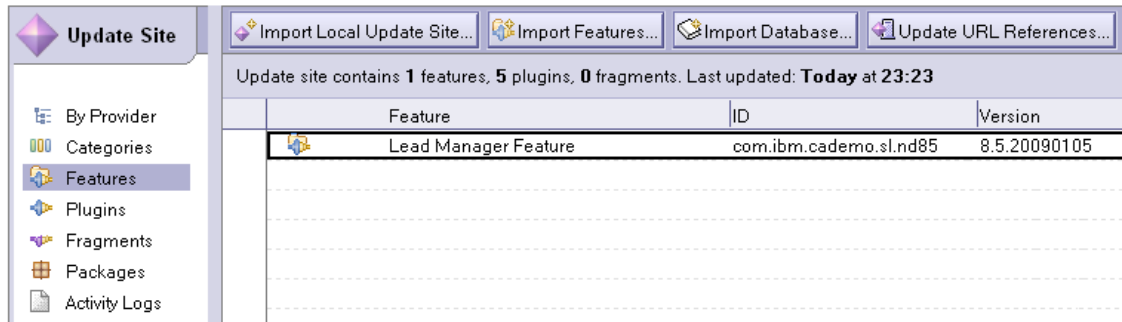 Update Site
Import Local Update Site... Import Features... Import Database... Update URL References...
Update site contains 1 features, 5 plugins, 0 fragments. Last updated: Today at 23:23
By Provider
Categories
Features
Plugins
Fragments
Packages
Activity Logs
Feature ID Version
Lead Manager Feature com.ibm.cademo.sl.nd85 8.5.20090105